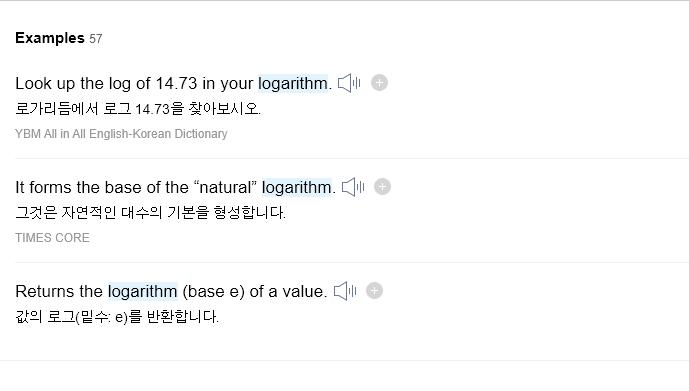 Examples 57
Look up the log of 14.73 in your logarithm.
로가리듬에서 로그 14.73을 찾아보시오.
YBM All in All English-Korean Dictionary
It forms the base of the “natural” logarithm.
그것은 자연적인 대수의 기본을 형성합니다.
TIMES CORE
Returns the logarithm (base e) of a value.
값의 로그(밑수: e)를 반환합니다.